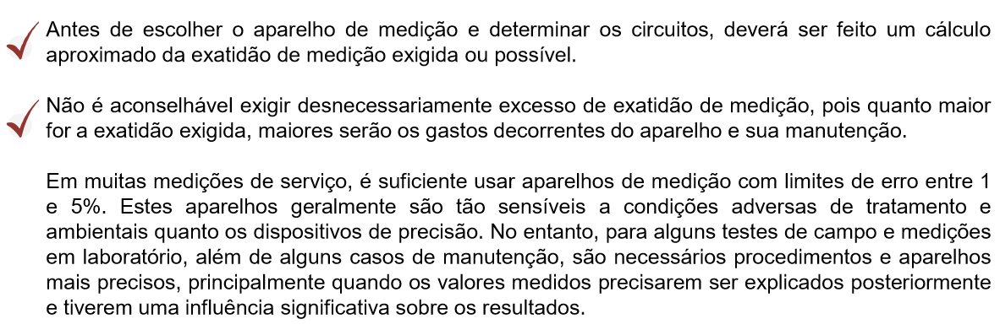 Antes de escolher o aparelho de medição e determinar os circuitos, deverá ser feito um cálculo
aproximado da exatidão de medição exigida ou possível.
Não é aconselhável exigir desnecessariamente excesso de exatidão de medição, pois quanto maior
for a exatidão exigida, maiores serão os gastos decorrentes do aparelho e sua manutenção.
Em muitas medições de serviço, é suficiente usar aparelhos de medição com limites de erro entre 1
e 5%. Estes aparelhos geralmente são tão sensíveis a condições adversas de tratamento e
ambientais quanto os dispositivos de precisão. No entanto, para alguns testes de campo e medições
em laboratório, além de alguns casos de manutenção, são necessários procedimentos e aparelhos
mais precisos, principalmente quando os valores medidos precisarem ser explicados posteriormente
e tiverem uma influência significativa sobre os resultados.